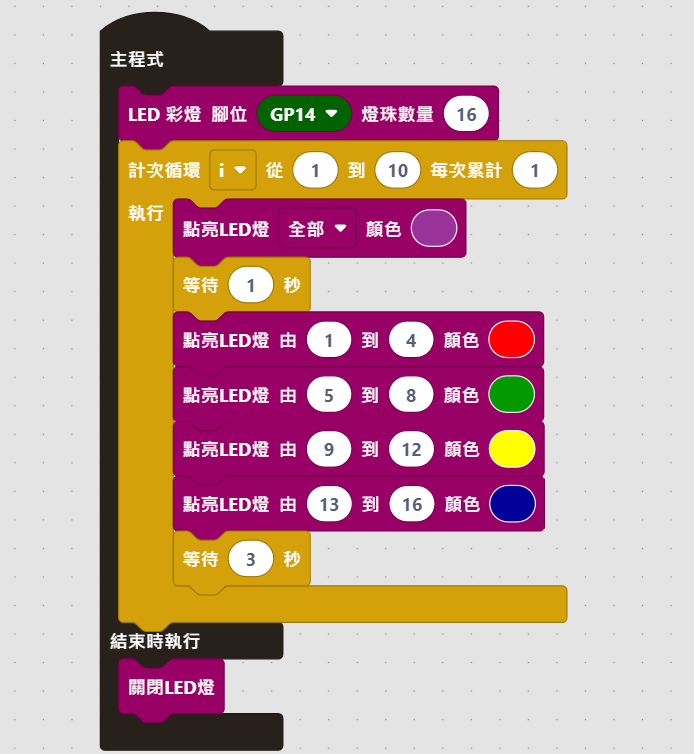 主程式
LED 彩燈 腳位 GP14 燈珠數量 16
計次循環 i 從 1 到 10 每次累計 1
執行
點亮LED燈 全部 顏色
等待 1 秒
點亮LED燈 由 1 到 4 顏色
點亮LED燈 由 5 到 8 顏色
點亮LED燈 由 9 到 12 顏色
點亮LED燈 由 13 到 16 顏色
等待 3 秒
結束時執行
關閉LED燈